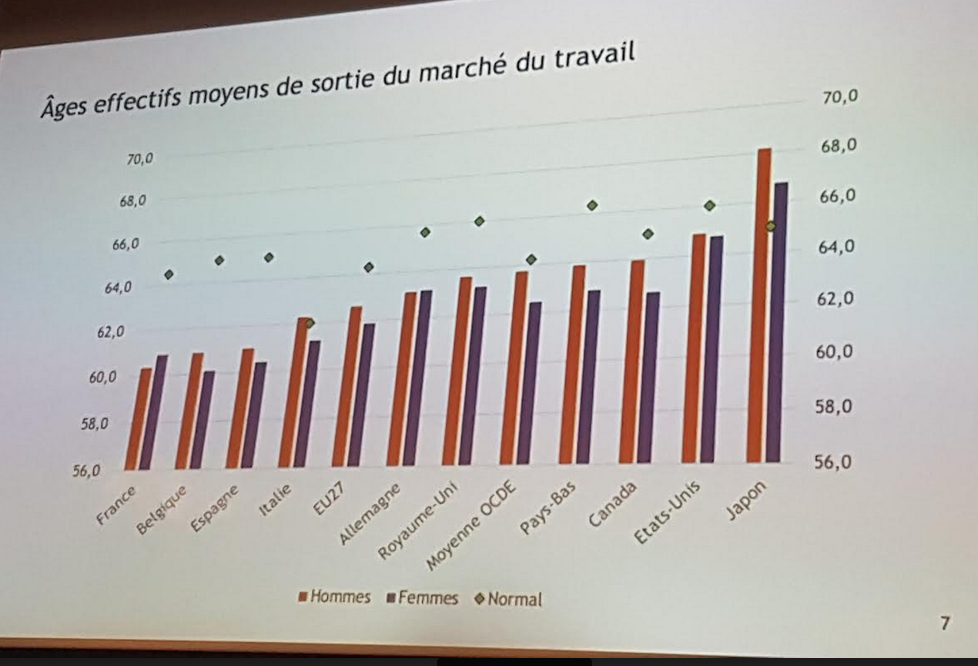 Âges effectifs moyens de sortie du marché du travail
70,0
68,0
66,0
64,0
62,0
60,0
58,0
56,0
70,0
68,0
66,0
64,0
62,0
60,0
58,0
56,0
France
Belgique
Espagne
Italie
EU27
Allemagne
Royaume-Uni
Moyenne OCDE
Pays-Bas
Canada
Etats-Unis
Japon
Hommes Femmes Normal
7